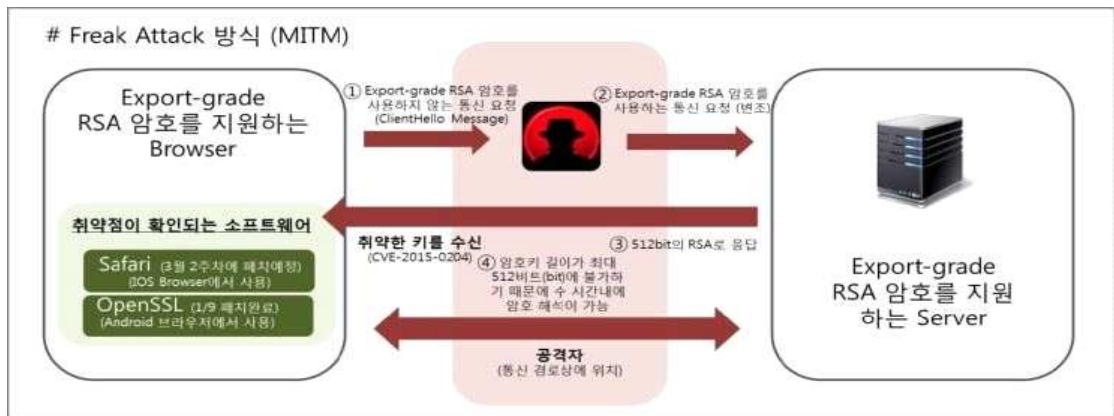 # Freak Attack 방식 (MITM)
Export-grade
RSA 암호를 지원하는
Browser
① Export-grade RSA 암호를
사용하지 않는 통신 요청
(ClientHello Message)
② Export-grade RSA 암호를
사용하는 통신 요청 (변조)
취약점이 확인되는 소프트웨어
Safari (3월 2주차에 패치예정)
(IOS Browser에서 사용)
OpenSSL (1/9 패치완료)
(Android 브라우저에서 사용)
취약한 키를 수신
(CVE-2015-0204)
③ 512bit의 RSA로 응답
④ 암호키 길이가 최대
512비트(bit)에 불가하
기 때문에 수 시간내에
암호 해석이 가능
공격자
(통신 경로상에 위치)
Export-grade
RSA 암호를 지원
하는 Server